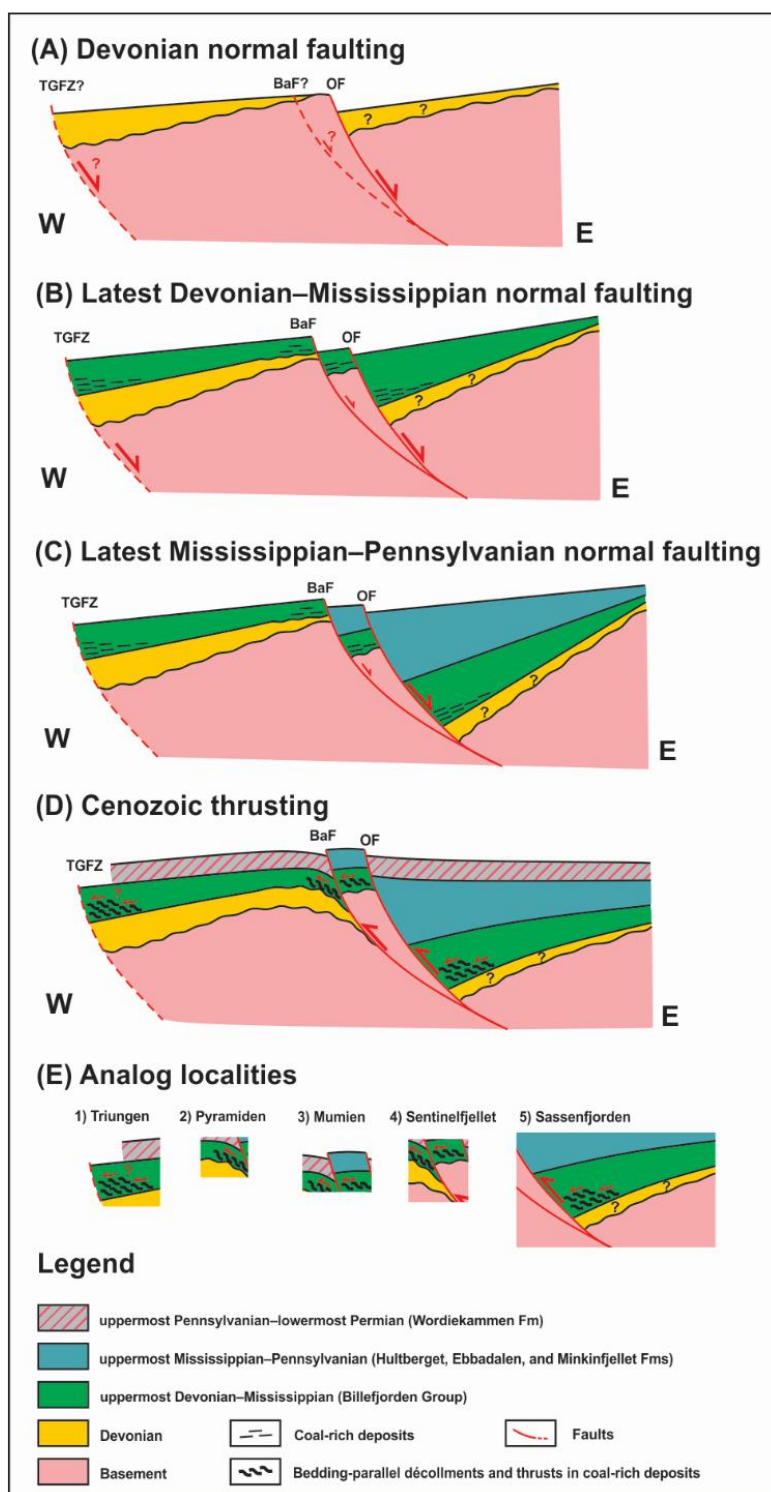 (A) Devonian normal faulting
TGFZ? BaF? OF
? ?
? ?
W E
(B) Latest Devonian–Mississippian normal faulting
BaF
TGFZ OF
? ?
W E
(C) Latest Mississippian–Pennsylvanian normal faulting
BaF
TGFZ OF
? ?
W E
(D) Cenozoic thrusting
BaF OF
TGFZ
?
? ?
W E
(E) Analog localities
1) Triungen 2) Pyramiden 3) Mumien 4) Sentinelfjellet 5) Sassenfjorden
?
? ?
Legend
uppermost Pennsylvanian–lowermost Permian (Wordiekammen Fm)
uppermost Mississippian–Pennsylvanian (Hultberget, Ebbadalen, and Minkinfjellet Fms)
uppermost Devonian–Mississippian (Billefjorden Group)
Devonian Coal-rich deposits Faults
Basement Bedding-parallel décollments and thrusts in coal-rich deposits